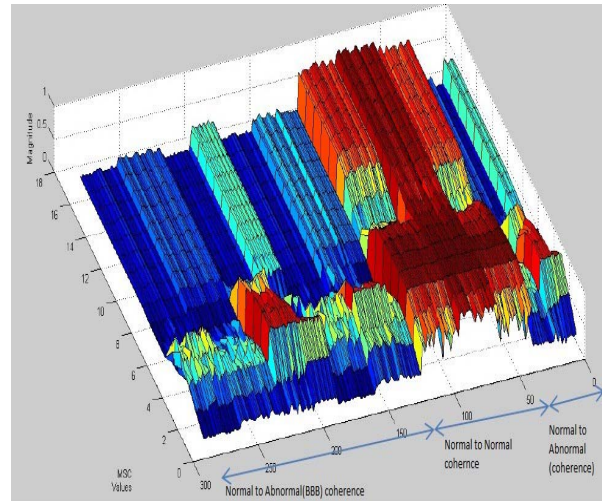 1
0.5
0
Magnitude
18
16
14
12
10
8
6
4
2
0
MSC
Values
300
250
200
150
100
50
0
Normal to Abnormal(BBB) coherence
Normal to Normal
cohernce
Normal to
Abnormal
(coherence)